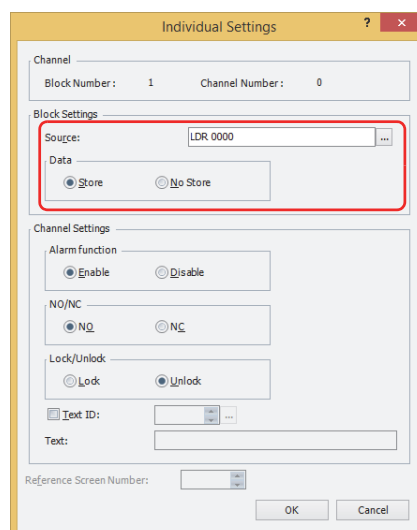 Individual Settings ? ×
Channel
Block Number: 1 Channel Number: 0
Block Settings
Source: LDR 0000 ...
Data
Store No Store
Channel Settings
Alarm function
Enable Disable
NO/NC
NO NC
Lock/Unlock
Lock Unlock
Text ID: ...
Text:
Reference Screen Number:
OK Cancel